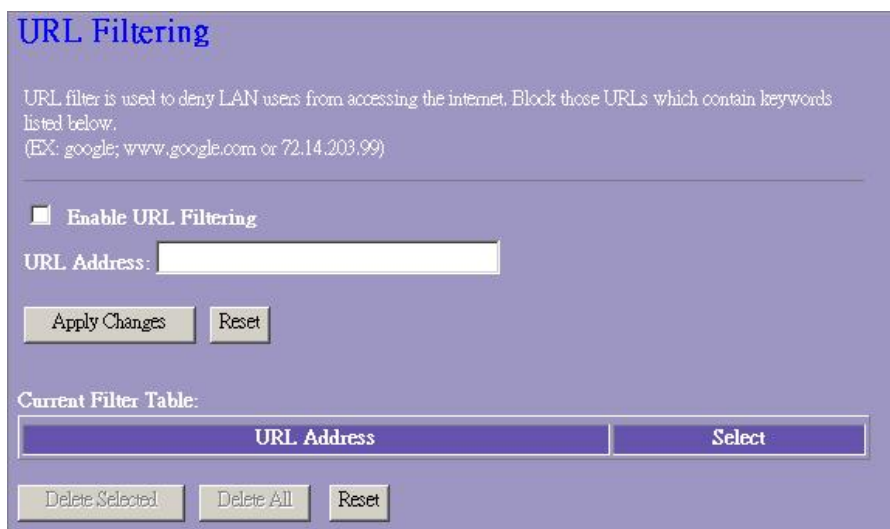 URL Filtering
URL filter is used to deny LAN users from accessing the internet. Block those URLs which contain keywords
listed below.
(EX: google; www.google.com or 72.14.203.99)
Enable URL Filtering
URL Address:
Apply Changes Reset
Current Filter Table:
URL Address Select
Delete Selected Delete All Reset